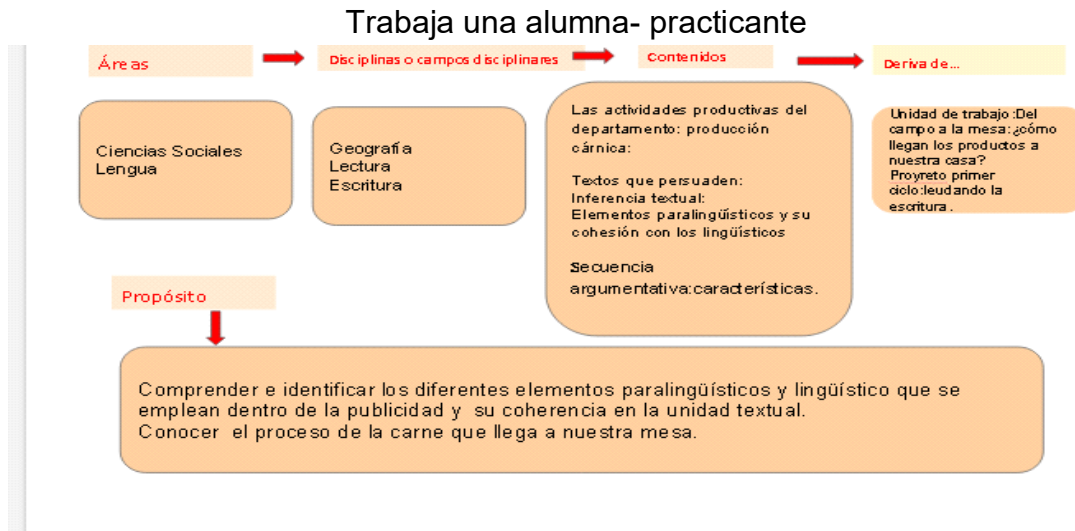 Trabaja una alumna- practicante
Áreas
Disciplinas o campos disciplinares
Contenidos
Deriva de...
Ciencias Sociales
Lengua
Geografía
Lectura
Escritura
Las actividades productivas del
departamento: producción
cárnica:
Textos que persuaden:
Inferencia textual:
Elementos paralingüísticos y su
cohesión con los lingüísticos
Secuencia
argumentativa:características.
Unidad de trabajo :Del
campo a la mesa:¿cómo
llegan los productos a
nuestra casa?
Proyreto primer
ciclo:leudando la
escritura.
Propósito
Comprender e identificar los diferentes elementos paralingüísticos y lingüístico que se
emplean dentro de la publicidad y su coherencia en la unidad textual.
Conocer el proceso de la carne que llega a nuestra mesa.